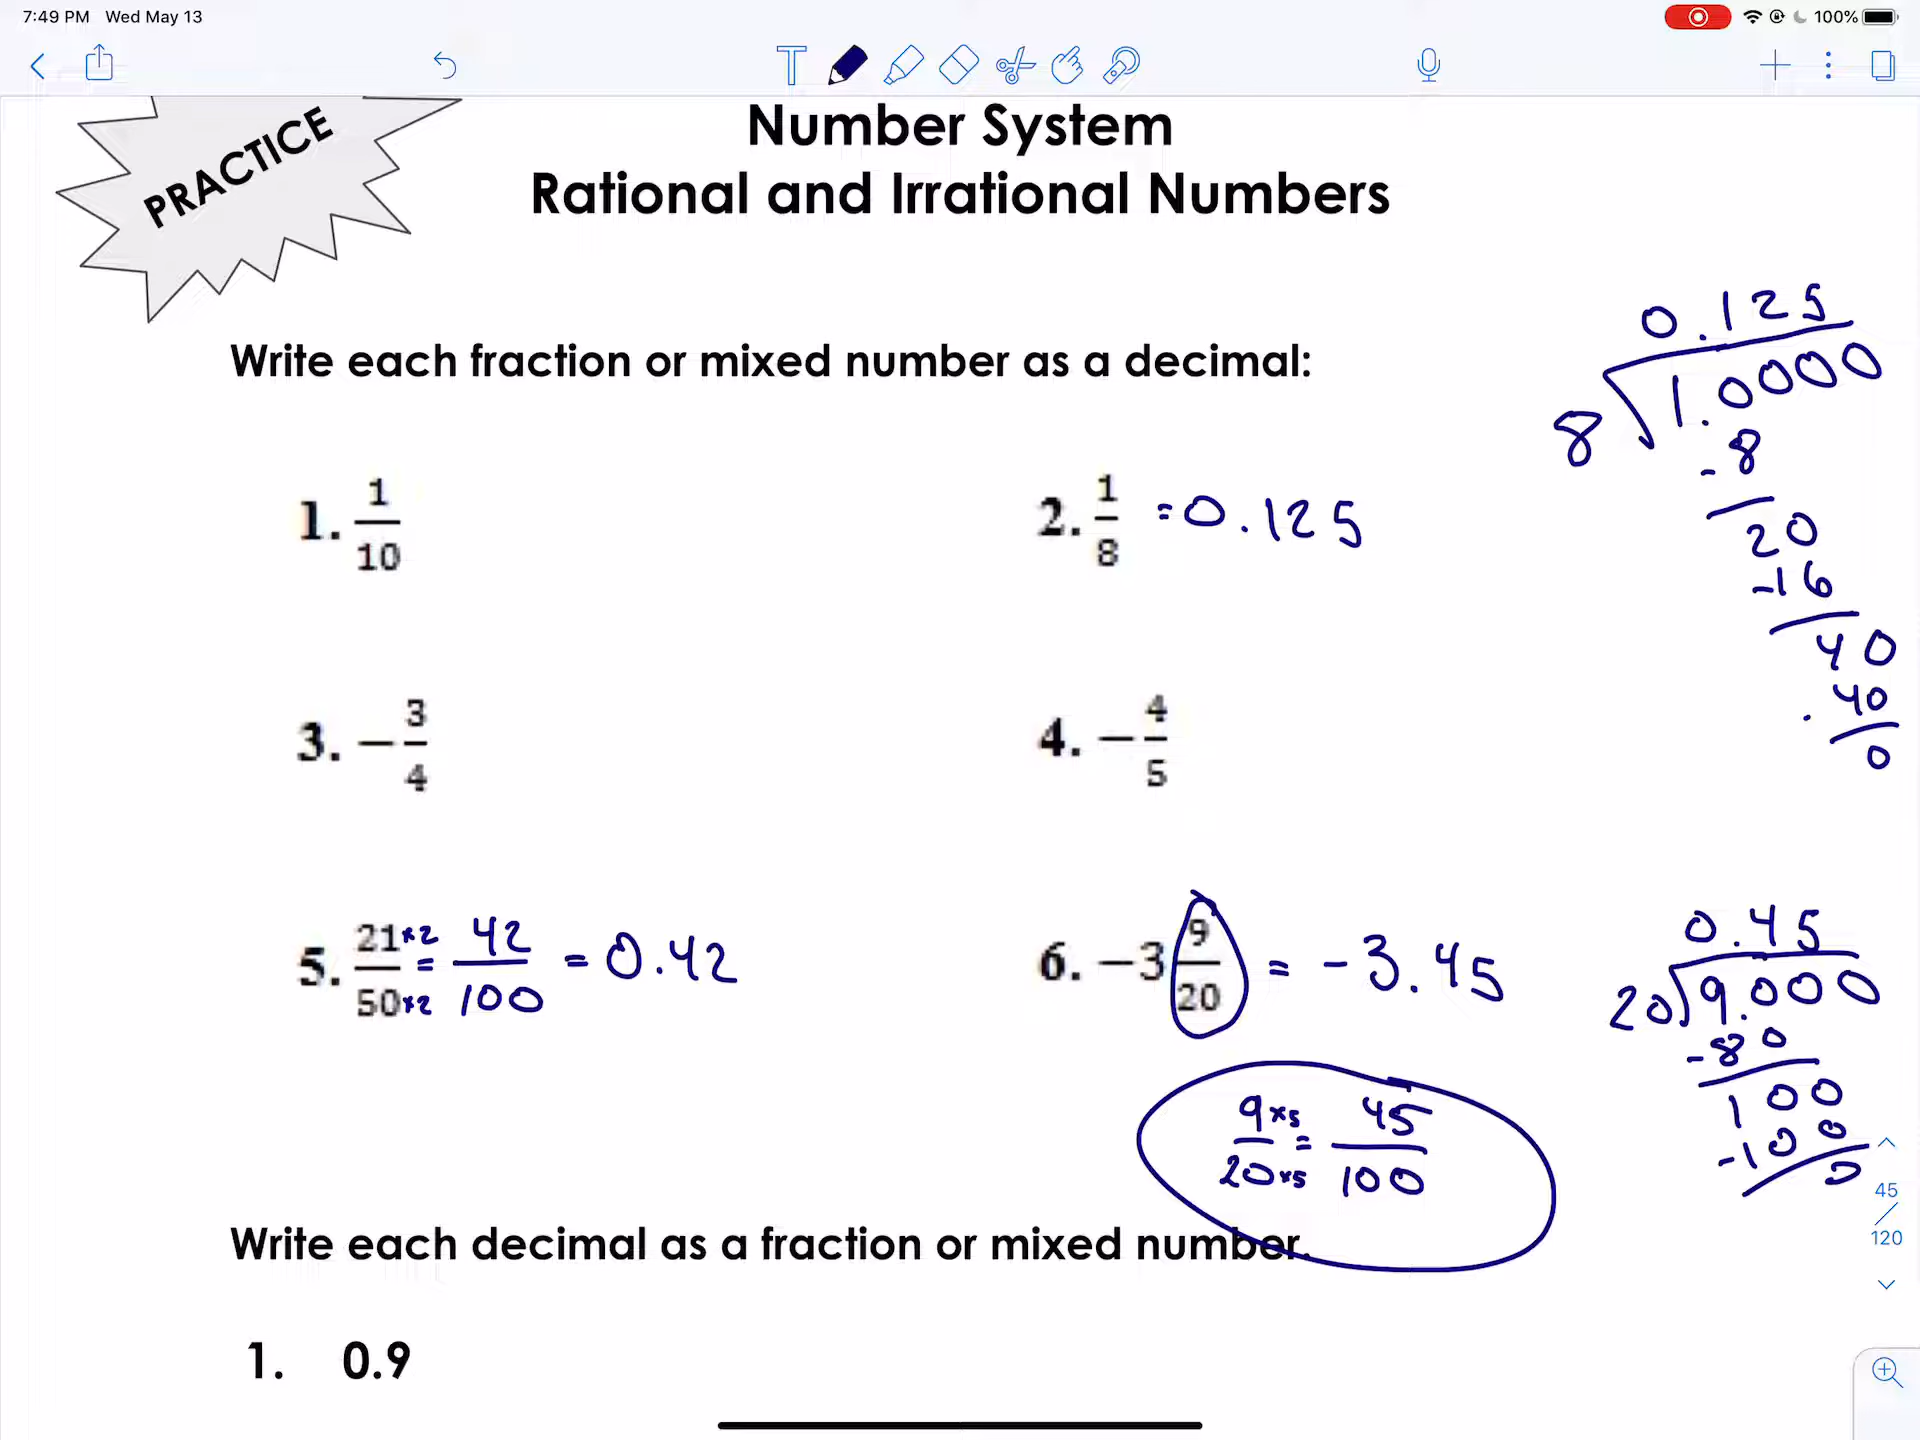 7:49 PM Wed May 13
100%
PRACTICE
Number System
Rational and Irrational Numbers
Write each fraction or mixed number as a decimal:
1. 1/10
2. 1/8 = 0.125
0.125
8 1.0000
-8
20
-16
40
40
0
3. -3/4
4. -4/5
5. 21×2/50×2 = 42/100 = 0.42
6. -3 9/20 = -3.45
9×5/20×5 = 45/100
0.45
20 9.000
-80
100
-100
0
45/120
Write each decimal as a fraction or mixed number.
1. 0.9